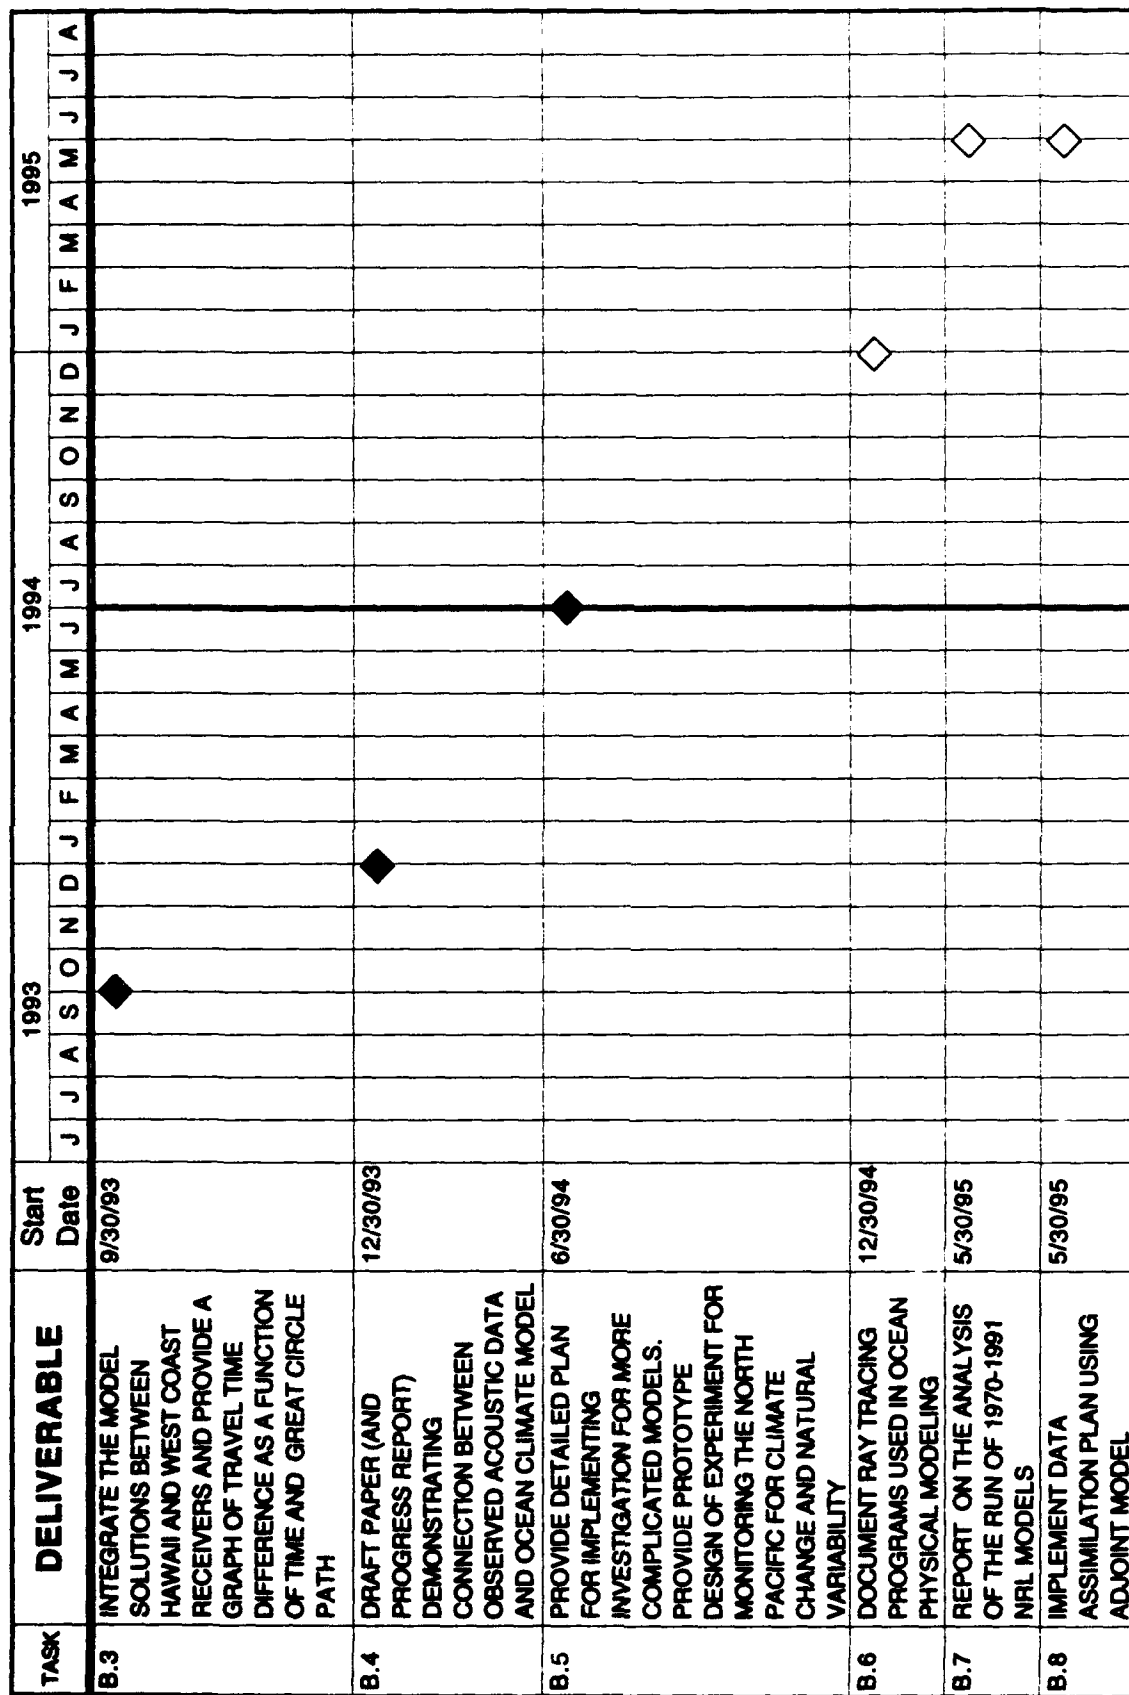 TASK DELIVERABLE Start Date 1993 1994 1995
J J A S O N D J F M A M J J A S O N D J F M A M J J A
B.3 INTEGRATE THE MODEL 9/30/93
SOLUTIONS BETWEEN
HAWAII AND WEST COAST
RECEIVERS AND PROVIDE A
GRAPH OF TRAVEL TIME
DIFFERENCE AS A FUNCTION
OF TIME AND GREAT CIRCLE
PATH
B.4 DRAFT PAPER (AND 12/30/93
PROGRESS REPORT)
DEMONSTRATING
CONNECTION BETWEEN
OBSERVED ACOUSTIC DATA
AND OCEAN CLIMATE MODEL
B.5 PROVIDE DETAILED PLAN 6/30/94
FOR IMPLEMENTING
INVESTIGATION FOR MORE
COMPLICATED MODELS.
PROVIDE PROTOTYPE
DESIGN OF EXPERIMENT FOR
MONITORING THE NORTH
PACIFIC FOR CLIMATE
CHANGE AND NATURAL
VARIABILITY
B.6 DOCUMENT RAY TRACING 12/30/94
PROGRAMS USED IN OCEAN
PHYSICAL MODELING
B.7 REPORT ON THE ANALYSIS 5/30/95
OF THE RUN OF 1970-1991
NRL MODELS
B.8 IMPLEMENT DATA 5/30/95
ASSIMILATION PLAN USING
ADJOINT MODEL